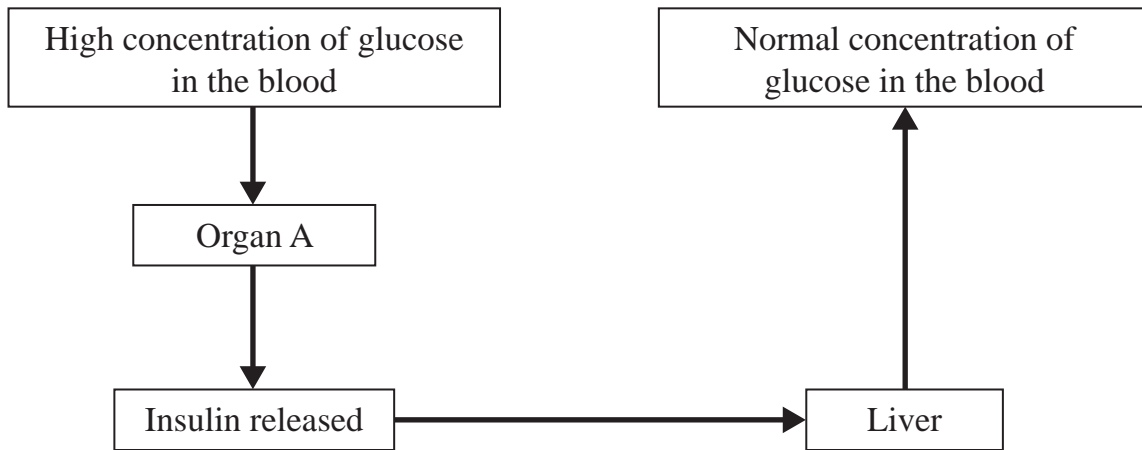 High concentration of glucose
in the blood
Normal concentration of
glucose in the blood
Organ A
Insulin released
Liver